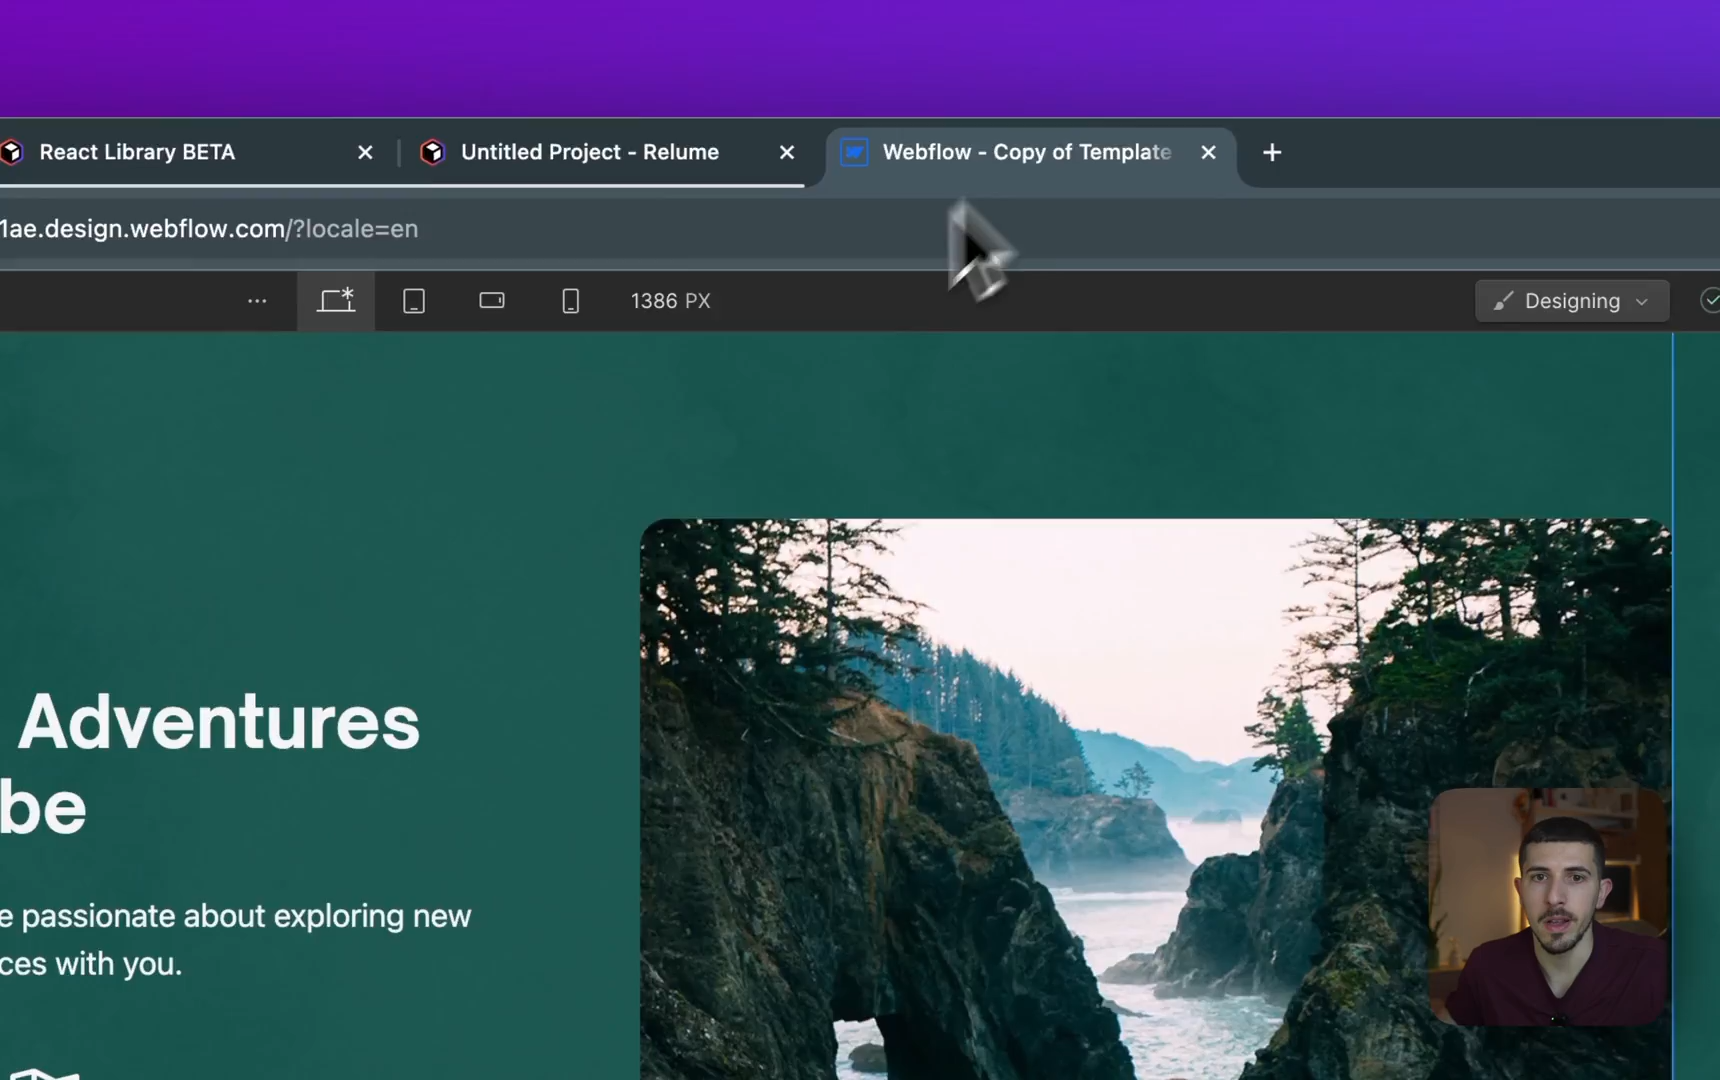 React Library BETA
Untitled Project - Relume
Webflow - Copy of Template
1ae.design.webflow.com/?locale=en
1386 PX
Designing
Adventures
be
e passionate about exploring new
ces with you.